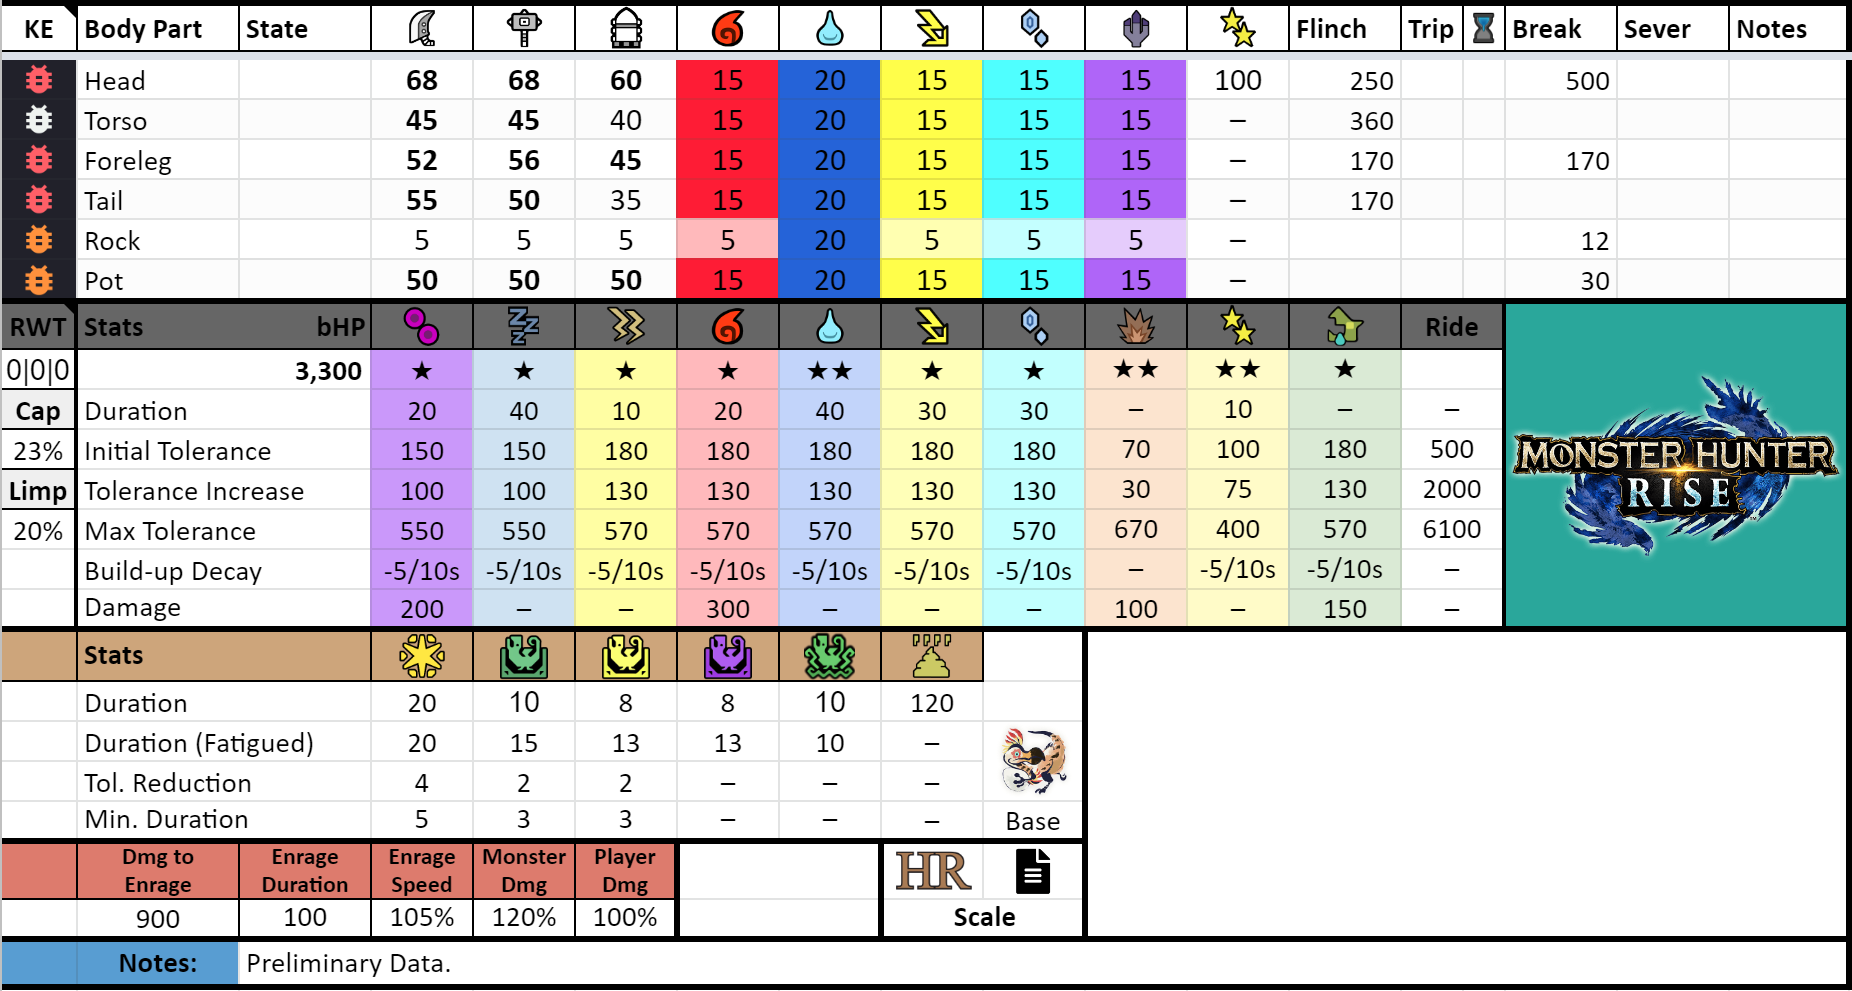 KE Body Part State Flinch Trip Break Sever Notes
Head 68 68 60 15 20 15 15 15 100 250 500
Torso 45 45 40 15 20 15 15 15 – 360
Foreleg 52 56 45 15 20 15 15 15 – 170 170
Tail 55 50 35 15 20 15 15 15 – 170
Rock 5 5 5 5 20 5 5 5 – 12
Pot 50 50 50 15 20 15 15 15 – 30
RWT Stats bHP Ride
0|0|0 3,300 ★ ★ ★ ★ ★★ ★ ★ ★★ ★★ ★
Cap Duration 20 40 10 20 40 30 30 – 10 – –
23% Initial Tolerance 150 150 180 180 180 180 180 70 100 180 500
Limp Tolerance Increase 100 100 130 130 130 130 130 30 75 130 2000
20% Max Tolerance 550 550 570 570 570 570 570 670 400 570 6100
Build-up Decay -5/10s -5/10s -5/10s -5/10s -5/10s -5/10s -5/10s – -5/10s -5/10s –
Damage 200 – – 300 – – – 100 – 150 –
MONSTER HUNTER
RISE
Stats
Duration 20 10 8 8 10 120
Duration (Fatigued) 20 15 13 13 10 –
Tol. Reduction 4 2 2 – – –
Min. Duration 5 3 3 – – – Base
Dmg to Enrage Enrage Monster Player
Enrage Duration Speed Dmg Dmg HR
900 100 105% 120% 100% Scale
Notes: Preliminary Data.